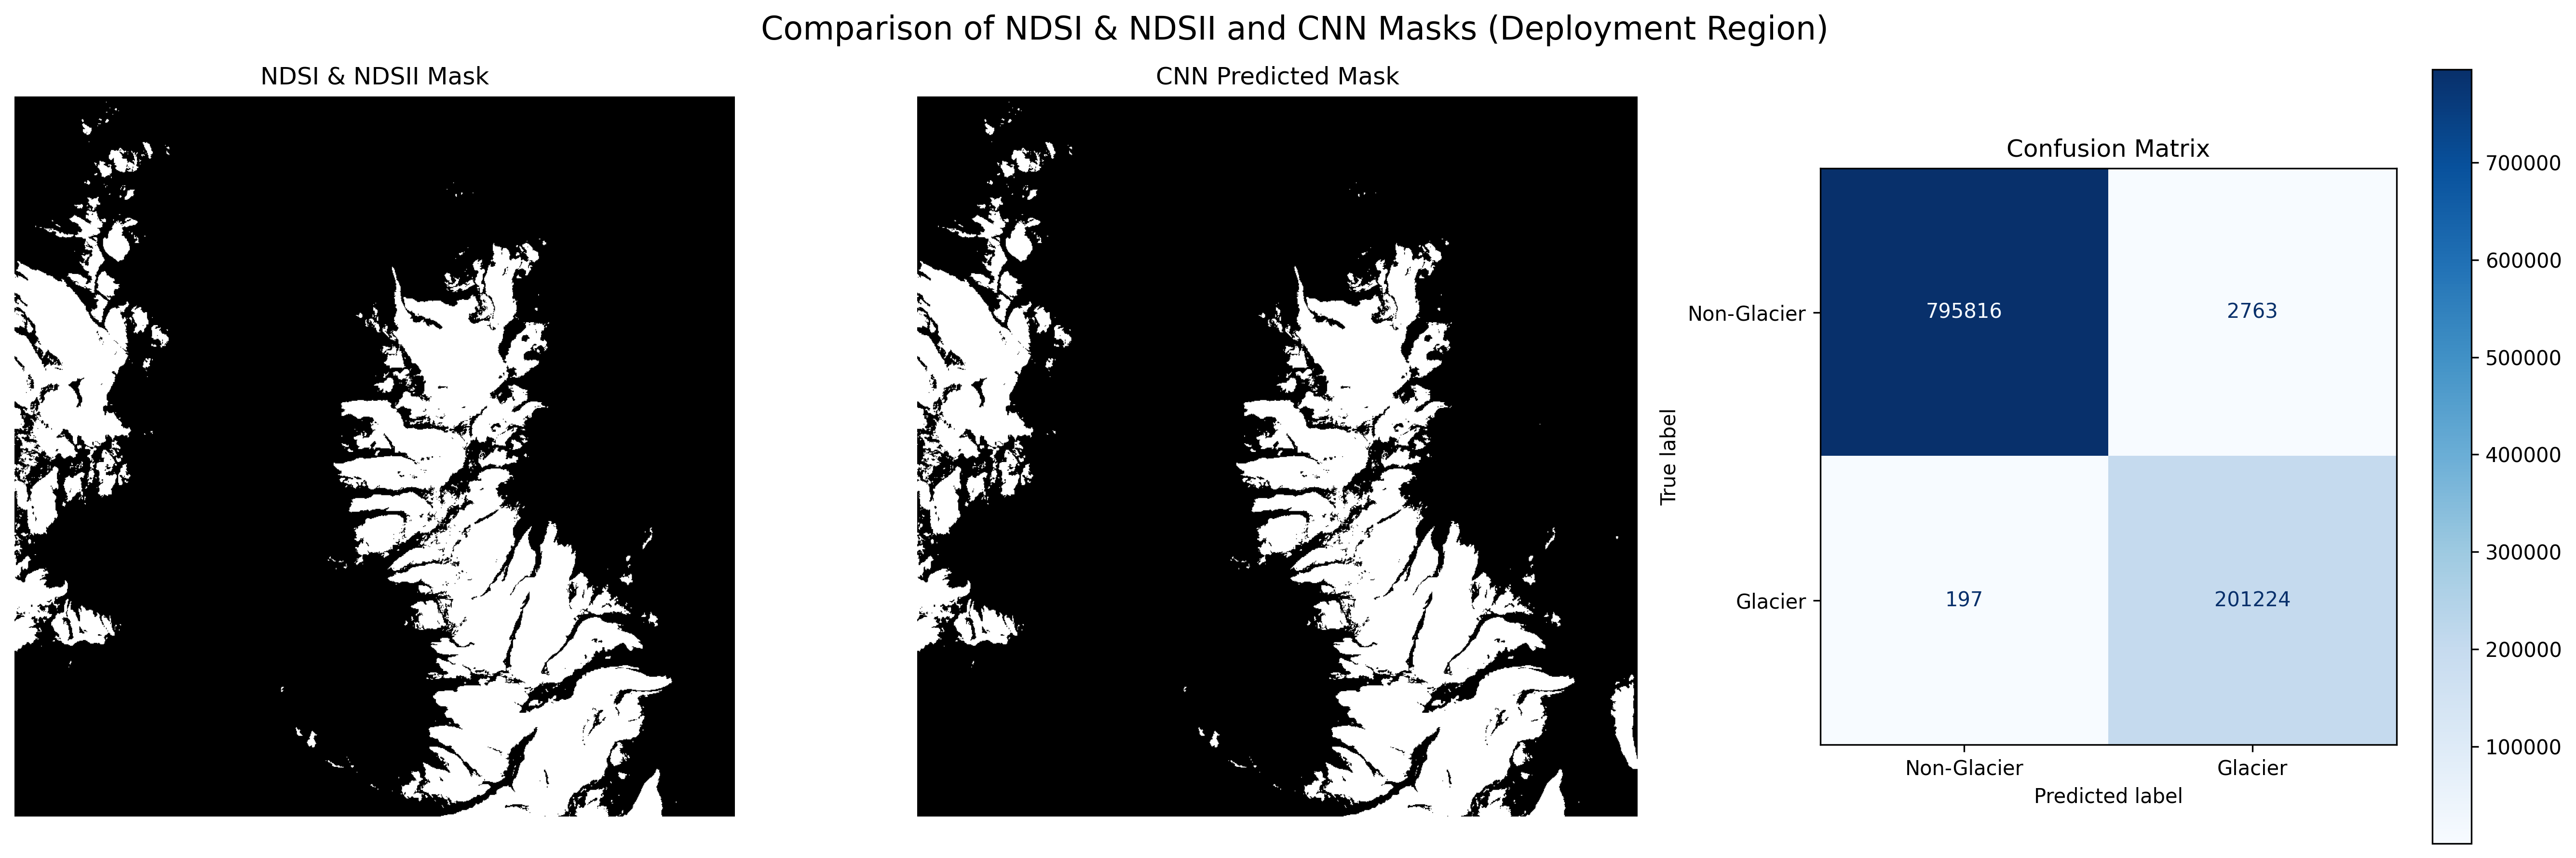 Comparison of NDSI & NDSII and CNN Masks (Deployment Region)
NDSI & NDSII Mask
CNN Predicted Mask
Confusion Matrix
True label
Non-Glacier
Glacier
795816
2763
197
201224
Non-Glacier
Glacier
Predicted label
700000
600000
500000
400000
300000
200000
100000